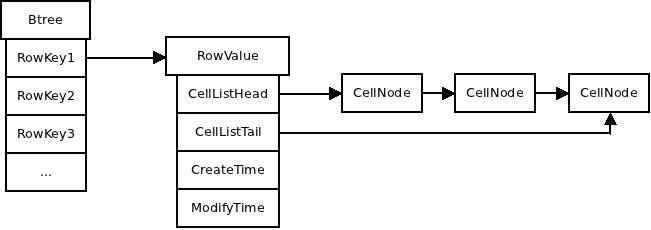 Btree
RowKey1
RowKey2
RowKey3
...
RowValue
CellListHead
CellListTail
CreateTime
ModifyTime
CellNode
CellNode
CellNode